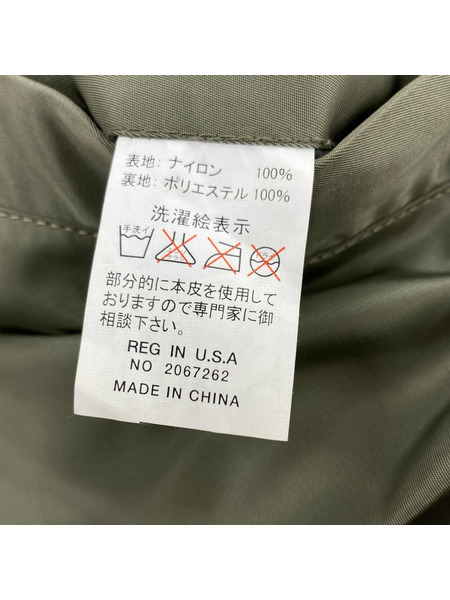 表地: ナイロン 100%
裏地: ポリエステル 100%
洗濯絵表示
手洗イ
部分的に本皮を使用して
おりますので専門家に御
相談下さい。
REG IN U.S.A
NO 2067262
MADE IN CHINA